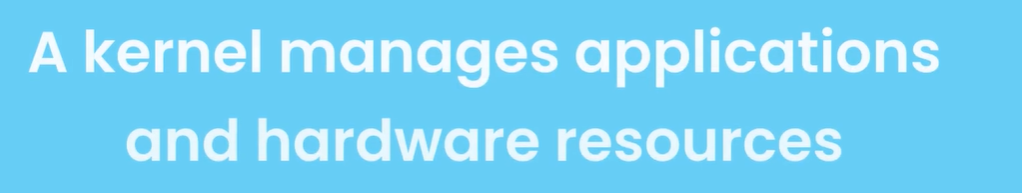 A kernel manages applications
and hardware resources